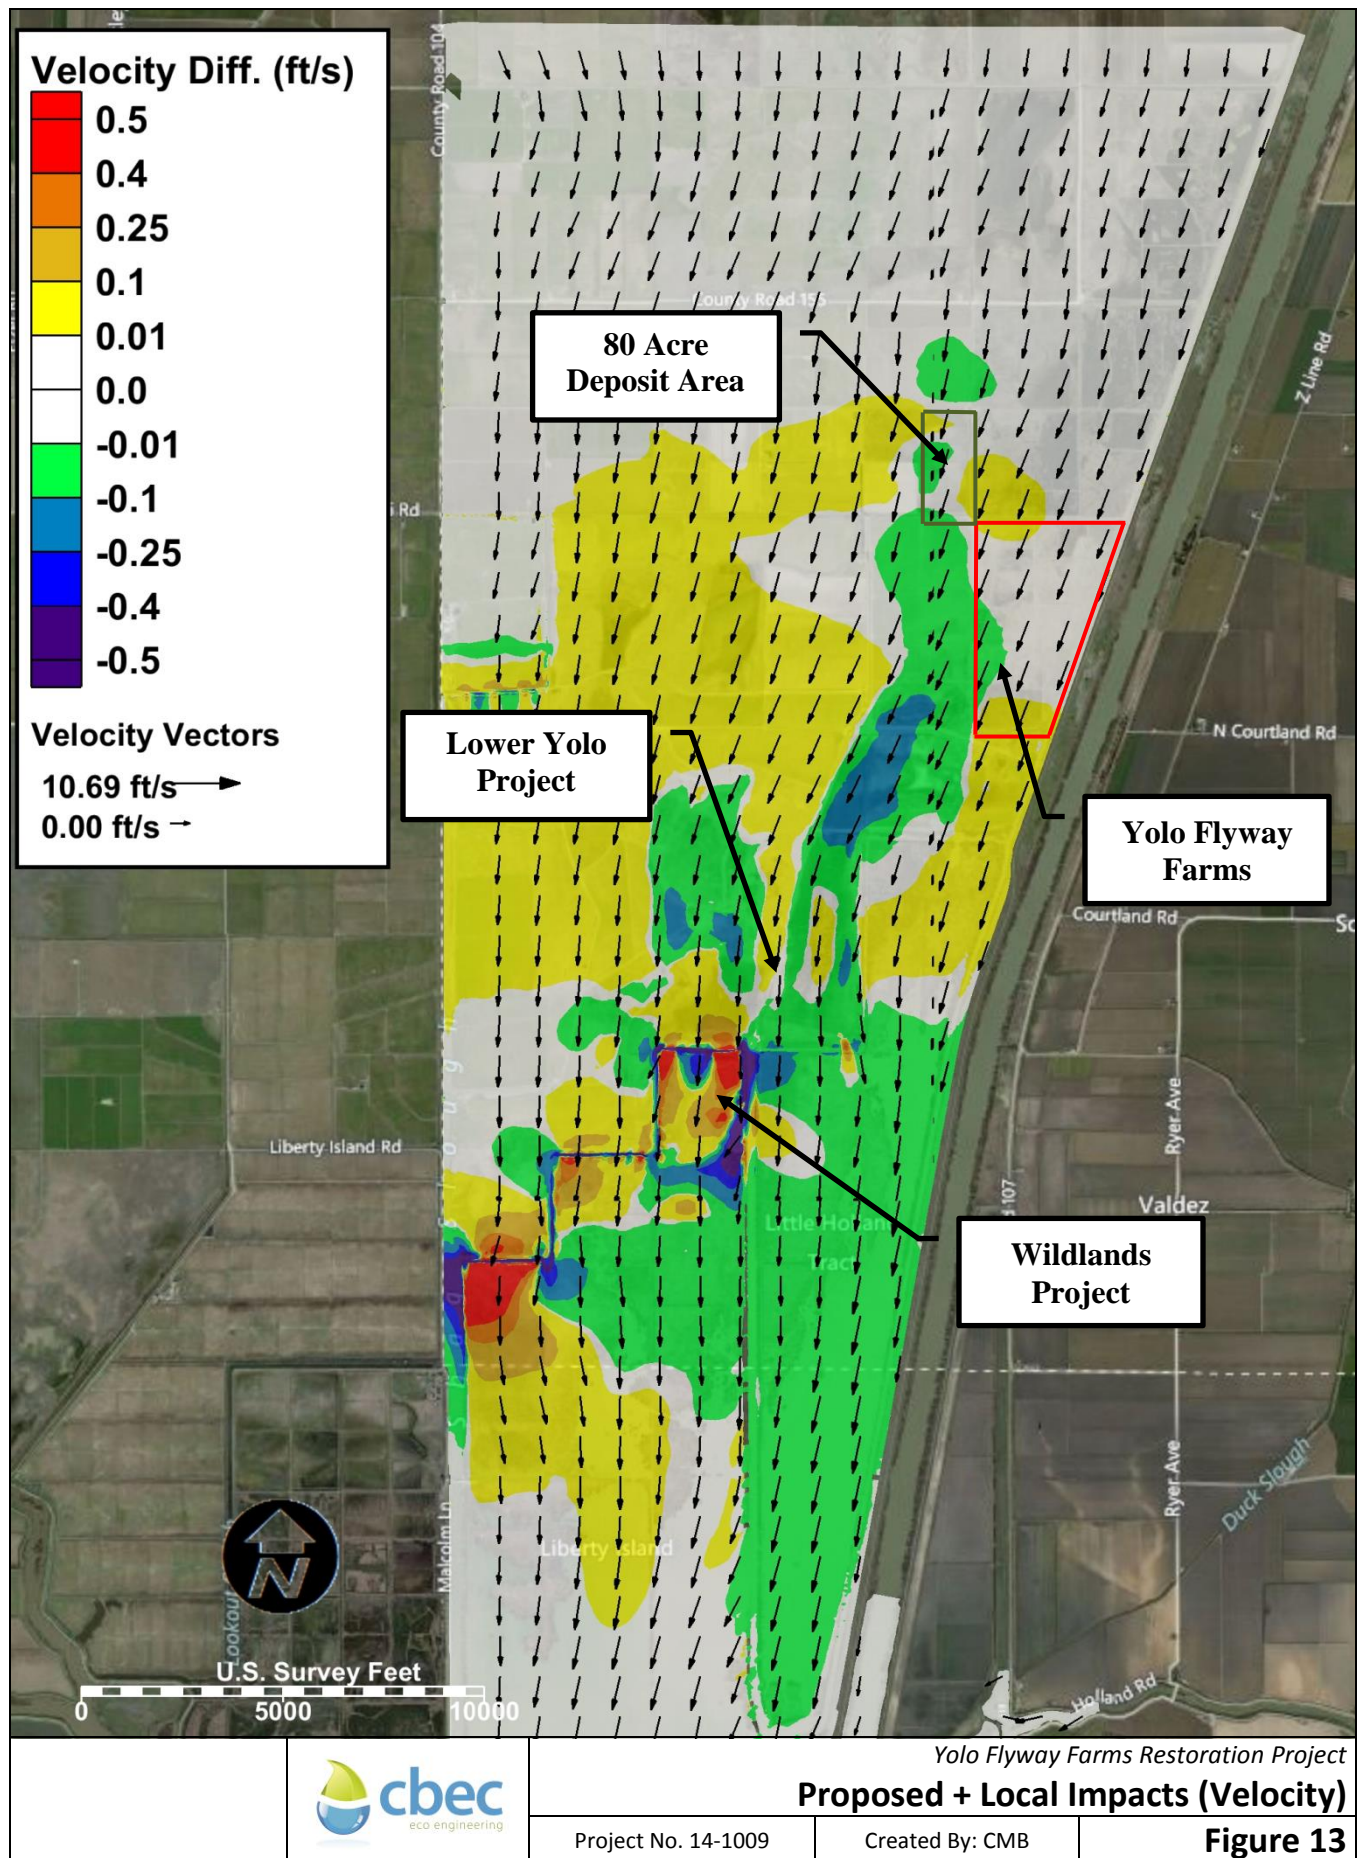 Velocity Diff. (ft/s)
0.5
0.4
0.25
0.1
0.01
0.0
-0.01
-0.1
-0.25
-0.4
-0.5
Velocity Vectors
10.69 ft/s
0.00 ft/s
County Road 104
County Road 155
80 Acre
Deposit Area
Z Line Rd
Rd
N Courtland Rd
Lower Yolo
Project
Yolo Flyway
Farms
Courtland Rd
Ryer Ave
Liberty Island Rd
107
Valdez
Little Holland
Tract
Wildlands
Project
Shag Slough
Malcolm Ln
Ryer Ave
Duck Slough
Liberty Island
Lookout
Holland Rd
U.S. Survey Feet
0 5000 10000
N
cbec
eco engineering
Yolo Flyway Farms Restoration Project
Proposed + Local Impacts (Velocity)
Project No. 14-1009
Created By: CMB
Figure 13